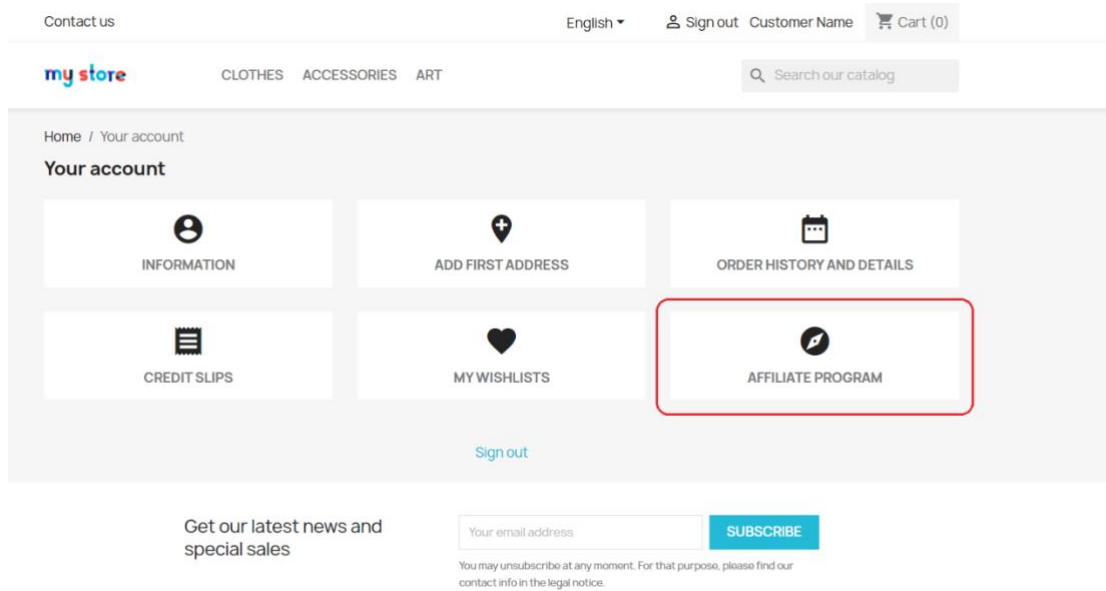 Contact us
English
Sign out Customer Name Cart (0)
my store
CLOTHES ACCESSORIES ART
Search our catalog
Home / Your account
Your account
INFORMATION
ADD FIRST ADDRESS
ORDER HISTORY AND DETAILS
CREDIT SLIPS
MY WISHLISTS
AFFILIATE PROGRAM
Sign out
Get our latest news and
special sales
Your email address
SUBSCRIBE
You may unsubscribe at any moment. For that purpose, please find our
contact info in the legal notice.